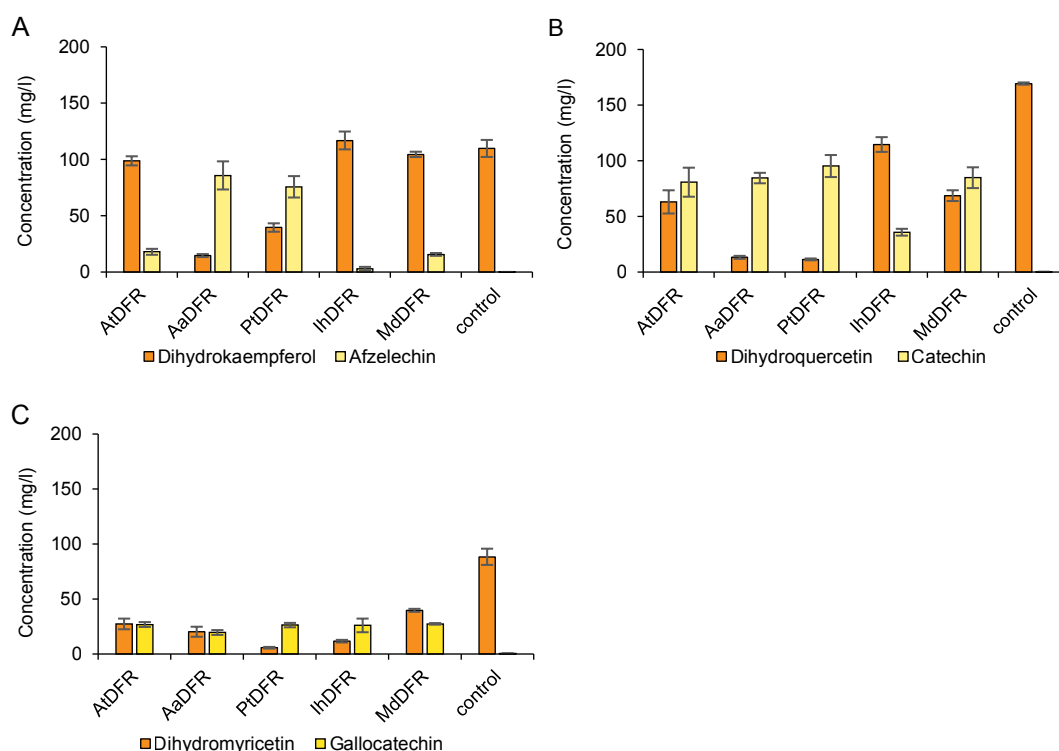 A
Concentration (mg/l)
200
150
100
50
0
AtDFR
AaDFR
PtDFR
IhDFR
MdDFR
control
Dihydrokaempferol
Afzelechin
B
Concentration (mg/l)
200
150
100
50
0
AtDFR
AaDFR
PtDFR
IhDFR
MdDFR
control
Dihydroquercetin
Catechin
C
Concentration (mg/l)
200
150
100
50
0
AtDFR
AaDFR
PtDFR
IhDFR
MdDFR
control
Dihydromyricetin
Gallocatechin